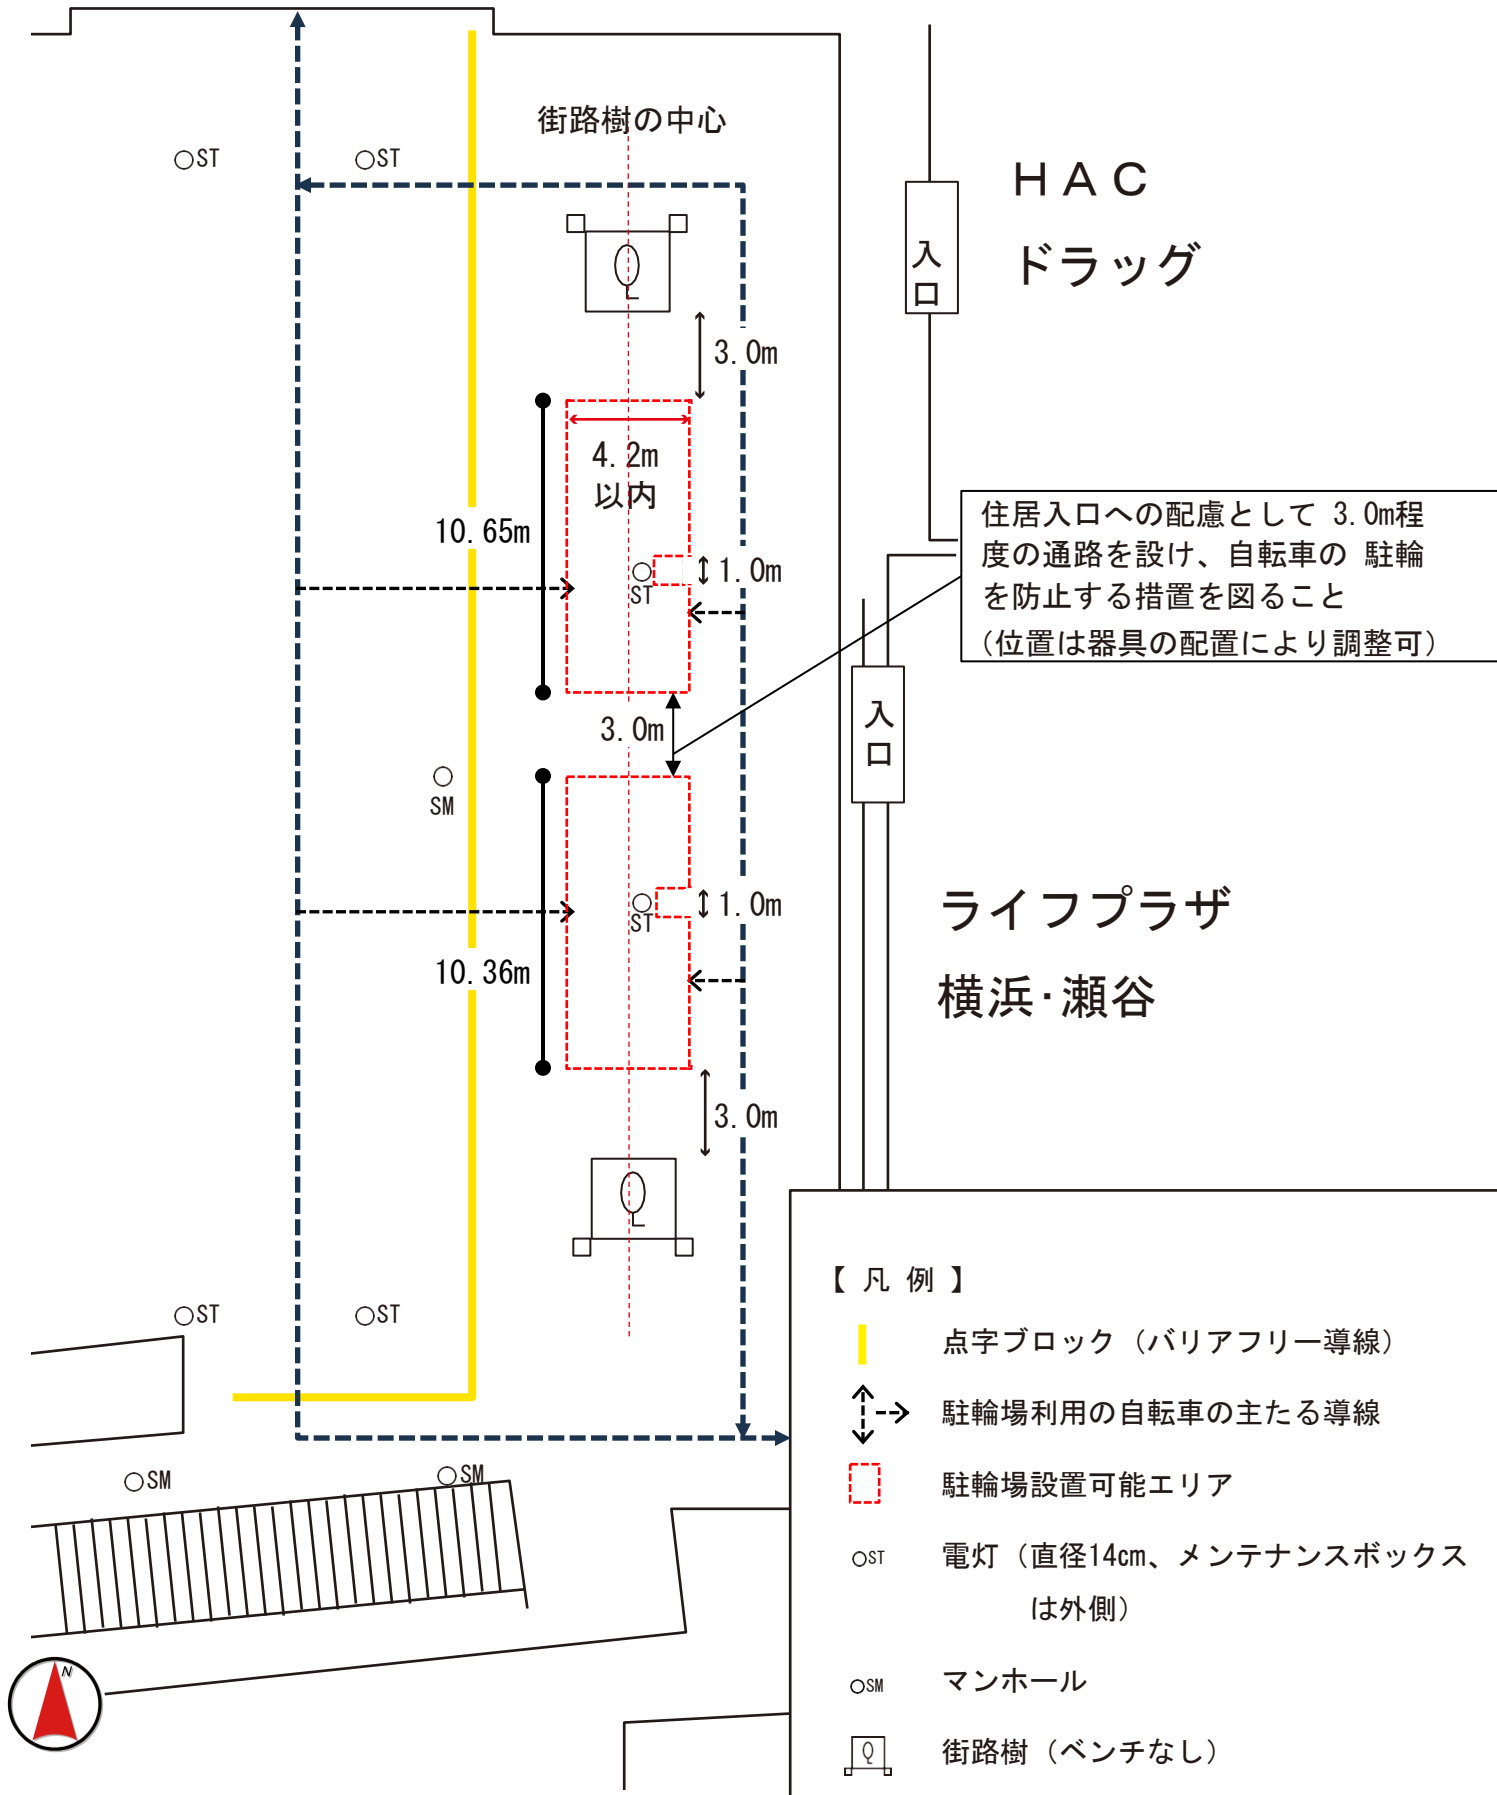 街路樹の中心
ST
ST
HAC
ドラッグ
入口
3.0m
4.2m
以内
10.65m
1.0m
ST
住居入口への配慮として 3.0m程
度の通路を設け、自転車の 駐輪
を防止する措置を図ること
(位置は器具の配置により調整可)
入口
3.0m
SM
1.0m
ST
10.36m
ライフプラザ
横浜・瀬谷
3.0m
ST
ST
SM
SM
N
【 凡 例 】
点字ブロック（バリアフリー導線）
駐輪場利用の自転車の主たる導線
駐輪場設置可能エリア
ST 電灯（直径14cm、メンテナンスボックス
は外側）
SM マンホール
街路樹（ベンチなし）